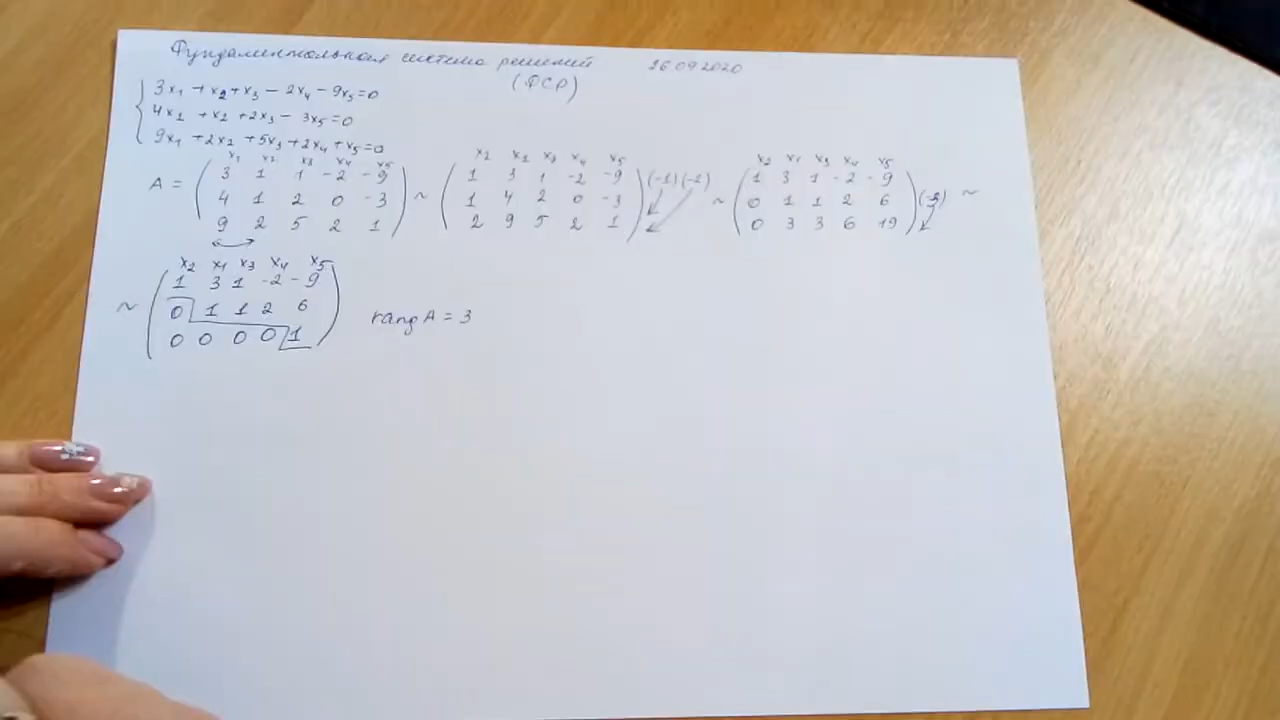 Фундаментальная система решений 16.09.2020
(ФСР)
3x₁ + x₂ + x₃ − 2x₄ − 9x₅ = 0
4x₁ + x₂ + 2x₃ − 3x₅ = 0
9x₁ + 2x₂ + 5x₃ + 2x₄ + x₅ = 0
x₁ x₂ x₃ x₄ x₅ x₂ x₁ x₃ x₄ x₅ x₂ x₁ x₃ x₄ x₅
3 1 1 -2 -9 1 3 1 -2 -9 (-1) (-1) 1 3 1 -2 -9
A = 4 1 2 0 -3 ~ 1 4 2 0 -3 ~ 0 1 1 2 6 (-3) ~
9 2 5 2 1 2 9 5 2 1 0 3 3 6 19
x₂ x₁ x₃ x₄ x₅
1 3 1 -2 -9
~ 0 1 1 2 6 rang A = 3
0 0 0 0 1